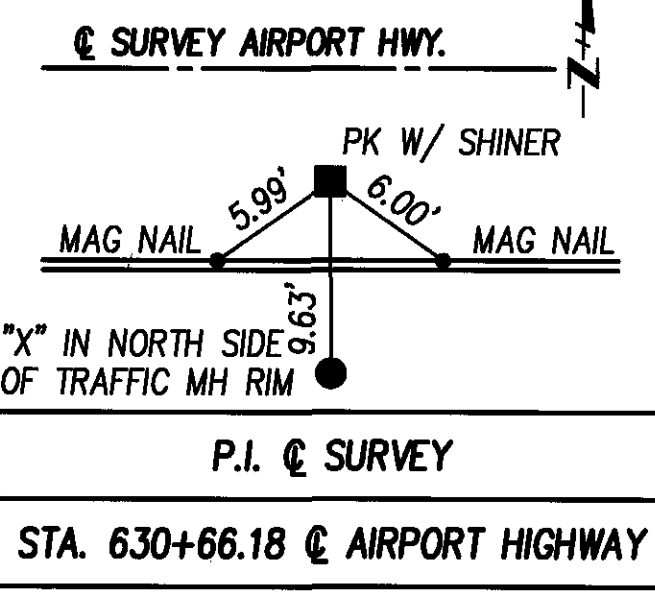 ℄ SURVEY AIRPORT HWY.
N
PK W/ SHINER
5.99'
6.00'
MAG NAIL
MAG NAIL
9.63'
"X" IN NORTH SIDE
OF TRAFFIC MH RIM
P.I. ℄ SURVEY
STA. 630+66.18 ℄ AIRPORT HIGHWAY